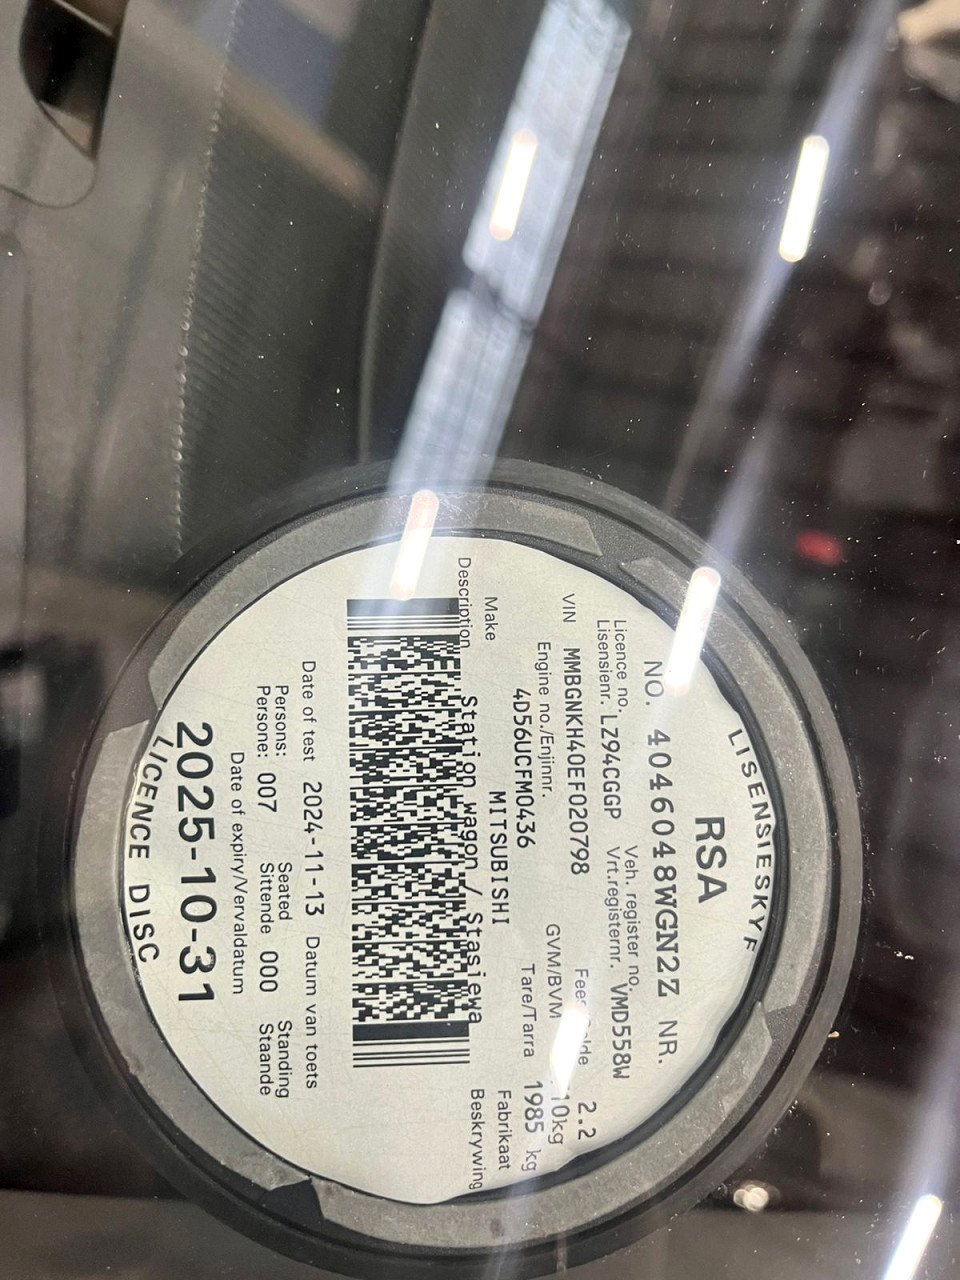 LISENSIESKYF
RSA
NO. 4046048WGN2Z NR.
Licence no. Veh. register no.
Lisensienr. LZ94CGGP Vrt.registernr. VMD558W
VIN MMBGNKH40EF020798 2.2
Engine no./Enjinnr. GVM/BVM
4D56UCFM0436 Tare/Tarra 1985 kg
Make MITSUBISHI Fabrikaat
Description Station wagon / Stasiewa Beskrywing
Date of test 2024-11-13 Datum van toets
Persons: Seated Standing
Persone: 007 Sittende 000 Staande
Date of expiry/Vervaldatum
2025-10-31
LICENCE DISC